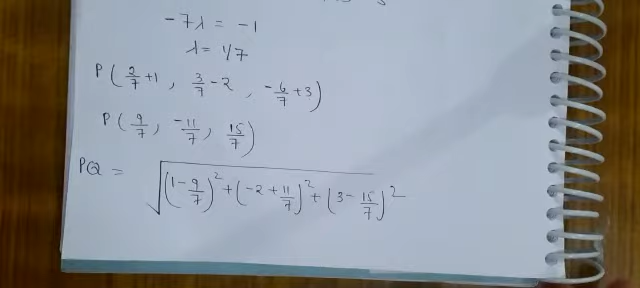 -7λ = -1
λ = 1/7
P(2/7+1, 3/7-2, -6/7+3)
P(9/7, -11/7, 15/7)
PQ = √(1-9/7)²+(-2+11/7)²+(3-15/7)²